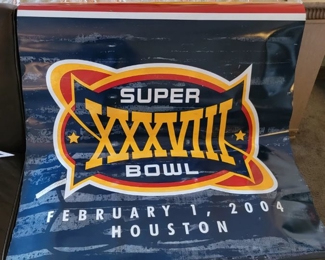 SUPER
XXXVIII
BOWL
FEBRUARY 1, 2004
HOUSTON